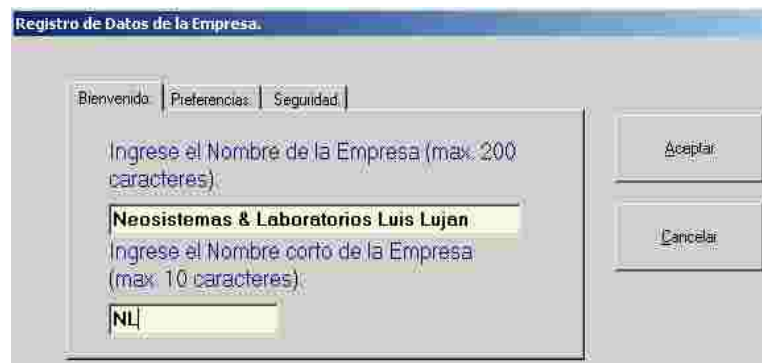 Registro de Datos de la Empresa.
Bienvenido. Preferencias. Seguridad.
Ingrese el Nombre de la Empresa (max. 200
caracteres).
Aceptar
Neosistemas & Laboratorios Luis Lujan
Cancelar
Ingrese el Nombre corto de la Empresa
(max. 10 caracteres).
NL